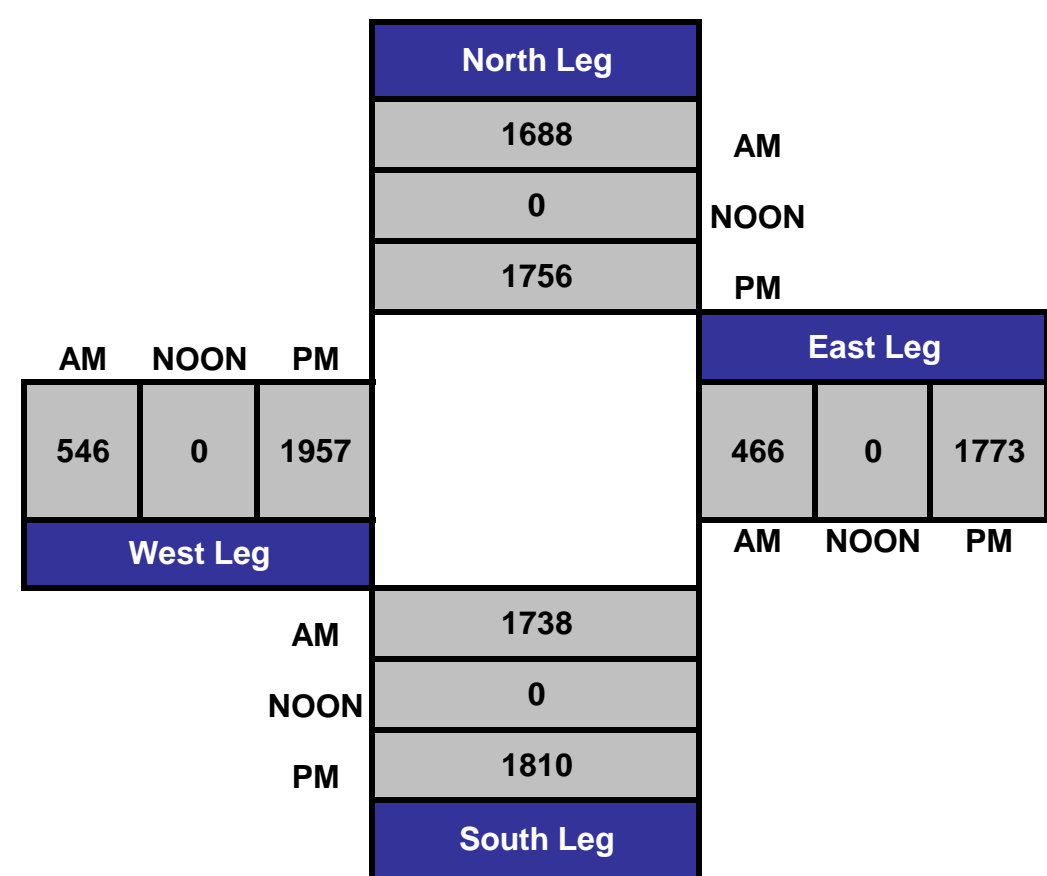 North Leg
1688
AM
0
NOON
1756
PM
East Leg
AM NOON PM
546 0 1957
466 0 1773
West Leg
AM NOON PM
AM
1738
NOON
0
PM
1810
South Leg